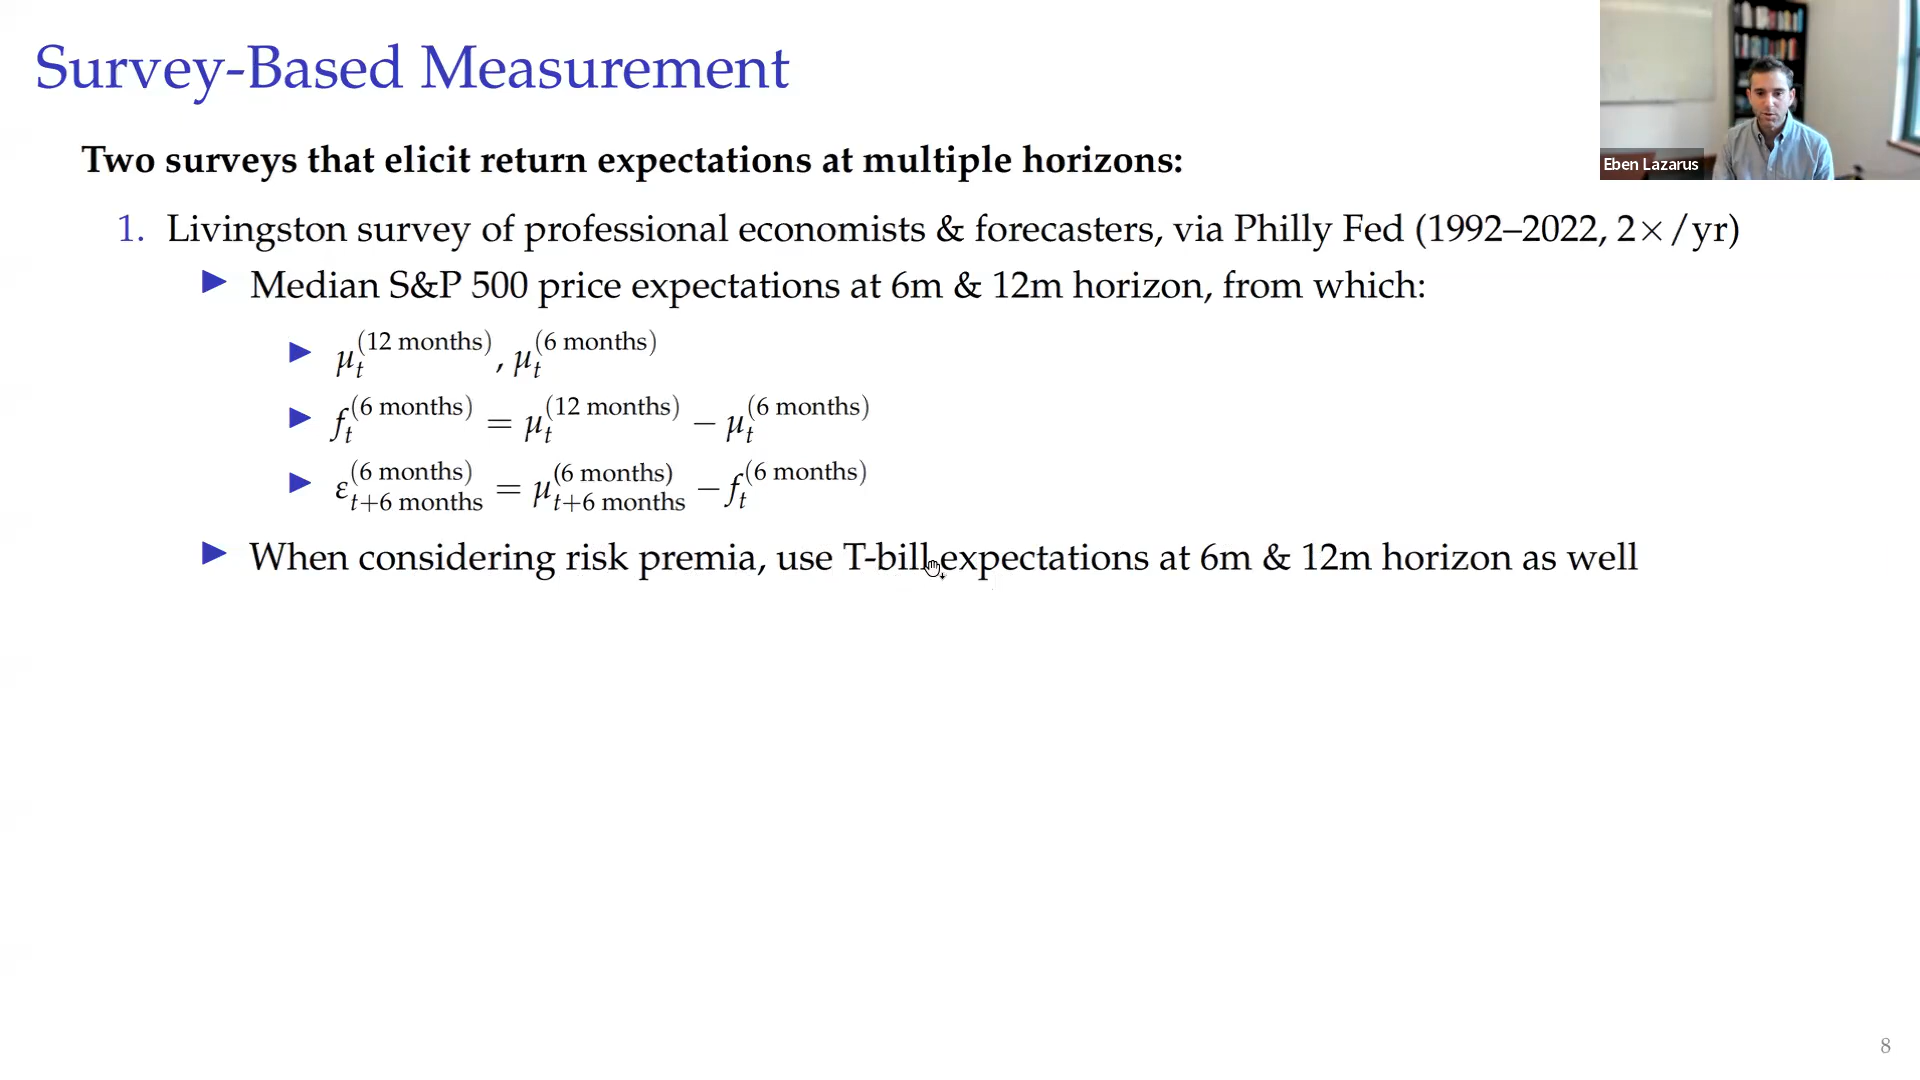 Survey-Based Measurement
Eben Lazarus
Two surveys that elicit return expectations at multiple horizons:
1. Livingston survey of professional economists & forecasters, via Philly Fed (1992–2022, 2×/yr)
▶ Median S&P 500 price expectations at 6m & 12m horizon, from which:
▶ μ_t^(12 months), μ_t^(6 months)
▶ f_t^(6 months) = μ_t^(12 months) − μ_t^(6 months)
▶ ε_{t+6 months}^(6 months) = μ_{t+6 months}^(6 months) − f_t^(6 months)
▶ When considering risk premia, use T-bill expectations at 6m & 12m horizon as well
8